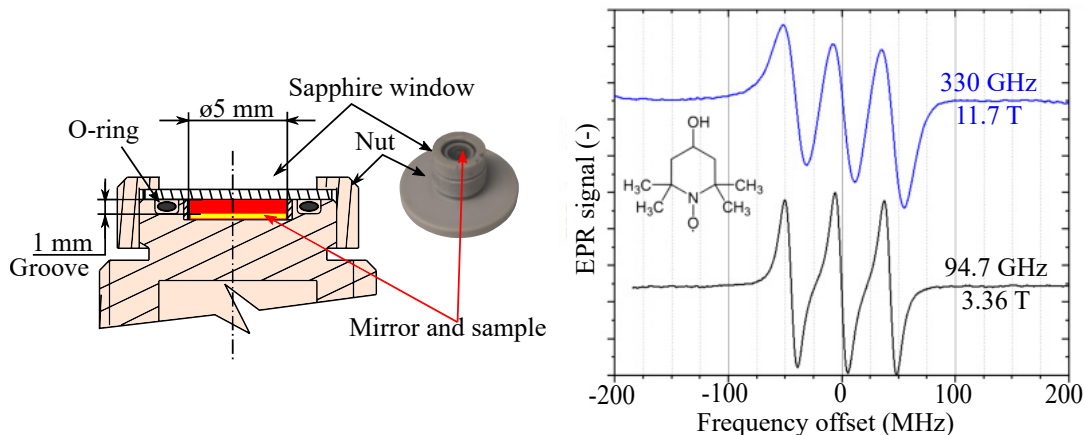 Sapphire window
ø5 mm
O-ring
Nut
1 mm
Groove
Mirror and sample
EPR signal (-)
330 GHz
11.7 T
OH
H₃C
CH₃
H₃C
N
CH₃
O·
94.7 GHz
3.36 T
-200
-100
0
100
200
Frequency offset (MHz)